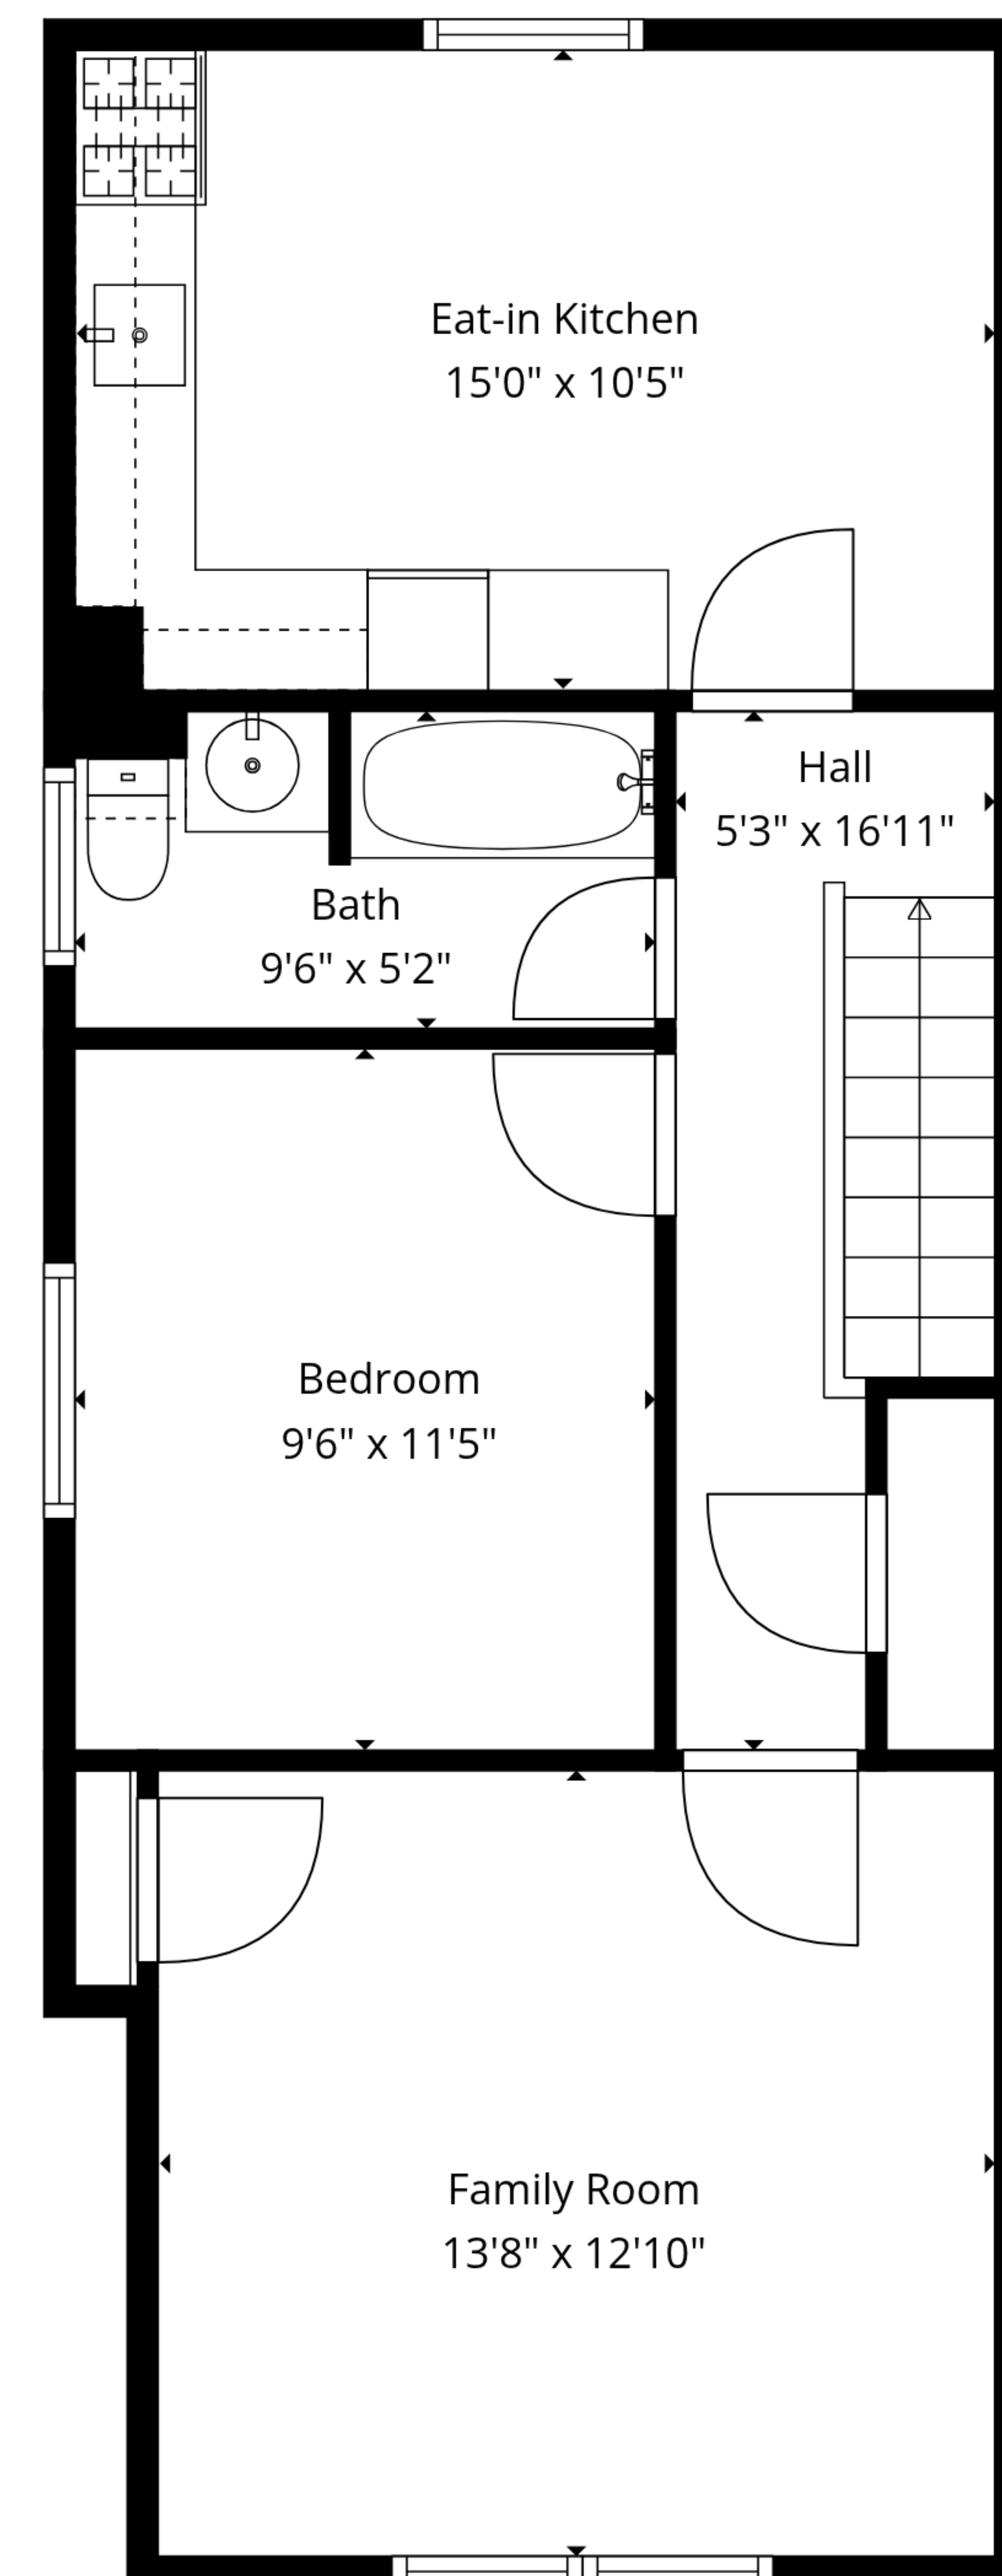 Eat-in Kitchen
15'0" x 10'5"
Hall
5'3" x 16'11"
Bath
9'6" x 5'2"
Bedroom
9'6" x 11'5"
Family Room
13'8" x 12'10"